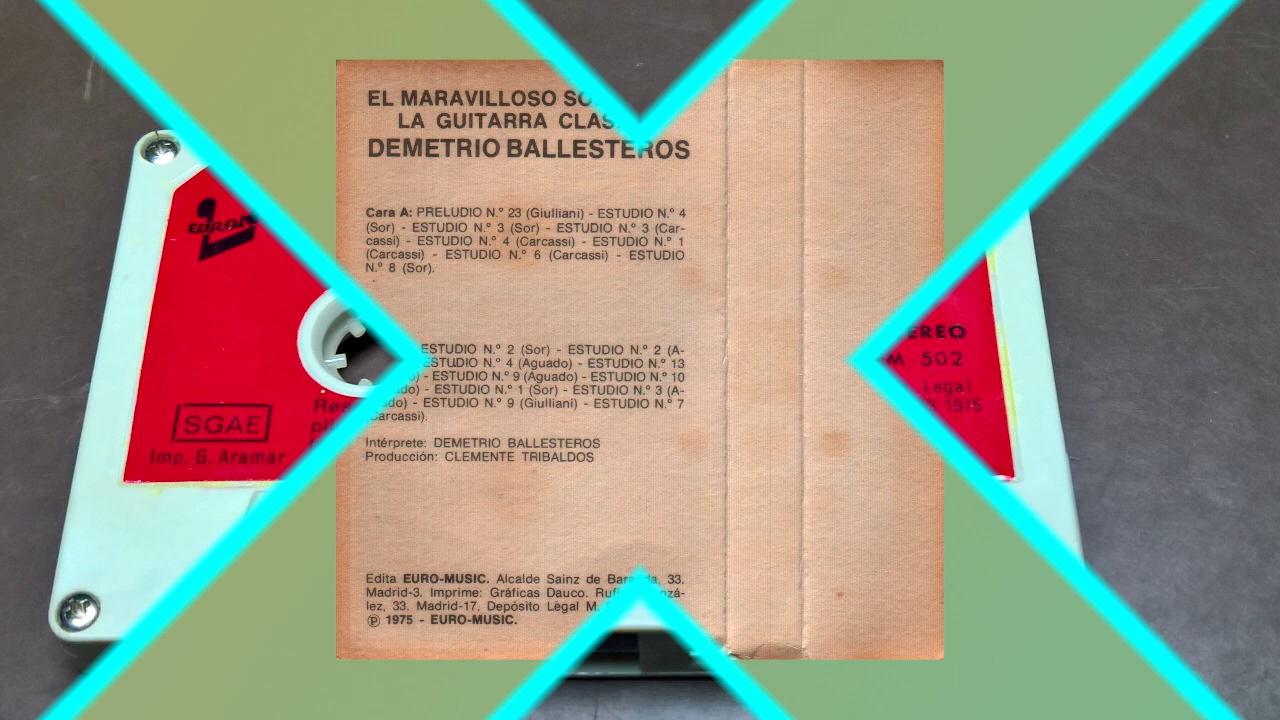 EL MARAVILLOSO
LA GUITARRA
DEMETRIO BALLESTEROS
Cara A: PRELUDIO N.º 23 (Giulliani) - ESTUDIO N.º 4
(Sor) - ESTUDIO N.º 3 (Sor) - ESTUDIO N.º 3 (Car-
cassi) - ESTUDIO N.º 4 (Carcassi) - ESTUDIO N.º 1
(Carcassi) - ESTUDIO N.º 6 (Carcassi) - ESTUDIO
N.º 8 (Sor).
ESTUDIO N.º 2 (Sor) - ESTUDIO N.º 2 (A-
ESTUDIO N.º 4 (Aguado) - ESTUDIO N.º 13
- ESTUDIO N.º 9 (Aguado) - ESTUDIO N.º 10
- ESTUDIO N.º 1 (Sor) - ESTUDIO N.º 3 (A-
- ESTUDIO N.º 9 (Giulliani) - ESTUDIO N.º 7
Carcassi).
Intérprete: DEMETRIO BALLESTEROS
Producción: CLEMENTE TRIBALDOS
Edita EURO-MUSIC. Alcalde Sainz de 33.
Madrid-3. Imprime: Gráficas Dauco.
lez, 33. Madrid-17. Depósito Legal M.
Ⓟ 1975 - EURO-MUSIC.
SGAE
Imp. G. Aramar
M 502
Legal
1975